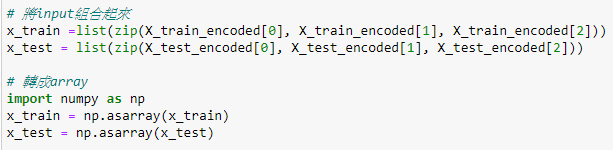 # 將input組合起來
x_train =list(zip(X_train_encoded[0], X_train_encoded[1], X_train_encoded[2]))
x_test = list(zip(X_test_encoded[0], X_test_encoded[1], X_test_encoded[2]))
# 轉成array
import numpy as np
x_train = np.asarray(x_train)
x_test = np.asarray(x_test)